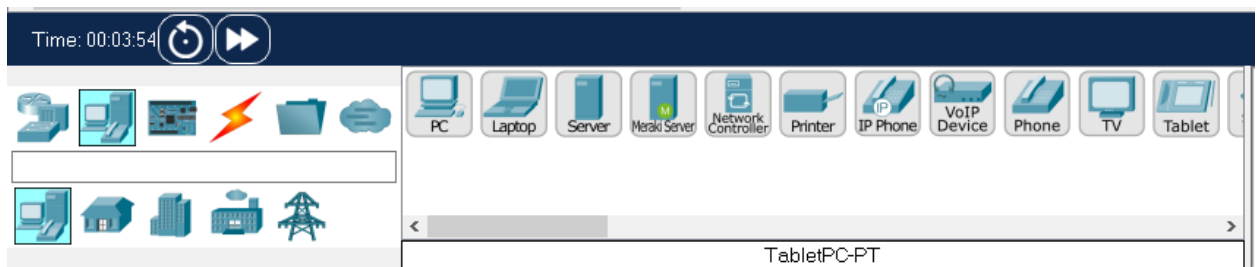 Time: 00:03:54
PC
Laptop
Server
Meraki Server
M
Network
Controller
Printer
IP Phone
IP
VoIP
Device
Phone
TV
Tablet
TabletPC-PT